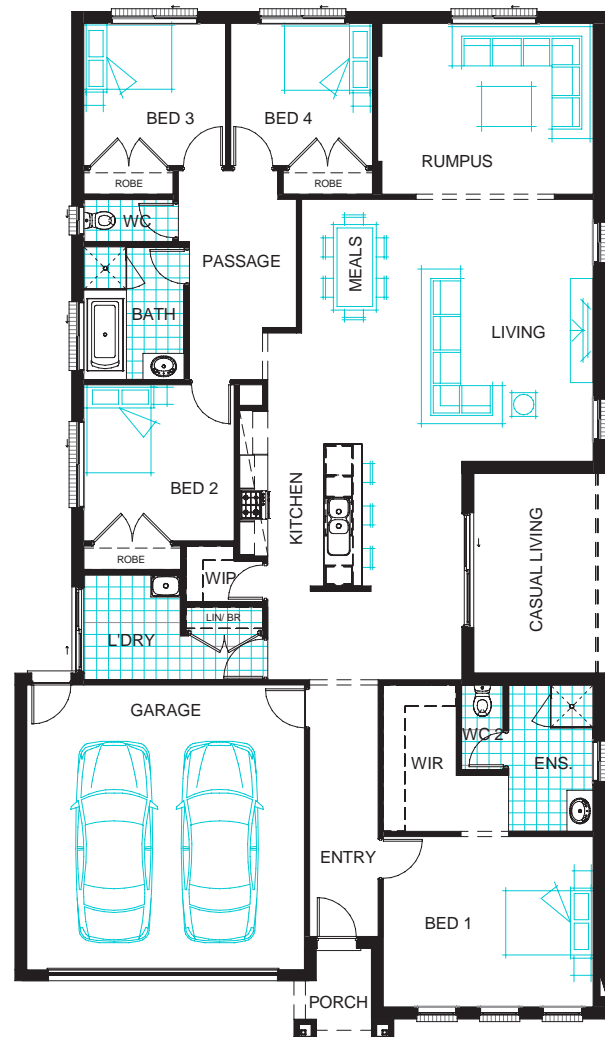 BED 3
BED 4
RUMPUS
ROBE
ROBE
WC
PASSAGE
MEALS
BATH
LIVING
BED 2
KITCHEN
CASUAL LIVING
ROBE
WIP
LIN/ BR
L'DRY
GARAGE
WC 2
WIR
ENS.
ENTRY
BED 1
PORCH